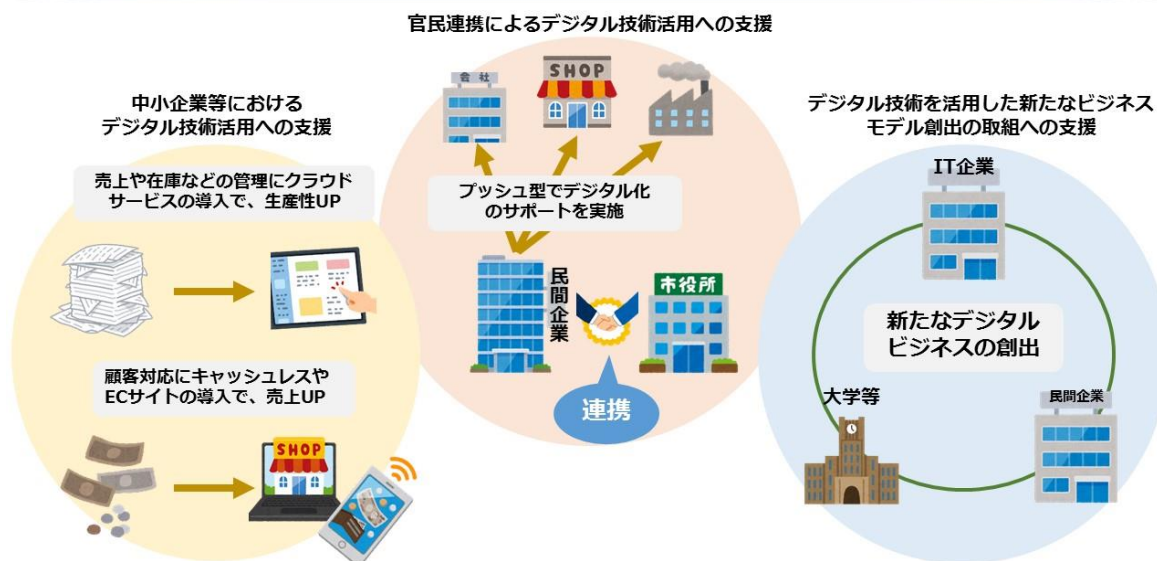 官民連携によるデジタル技術活用への支援
会社
SHOP
プッシュ型でデジタル化
のサポートを実施
民間企業
市役所
連携
中小企業等における
デジタル技術活用への支援
売上や在庫などの管理にクラウド
サービスの導入で、生産性UP
顧客対応にキャッシュレスや
ECサイトの導入で、売上UP
SHOP
デジタル技術を活用した新たなビジネス
モデル創出の取組への支援
IT企業
新たなデジタル
ビジネスの創出
大学等
民間企業